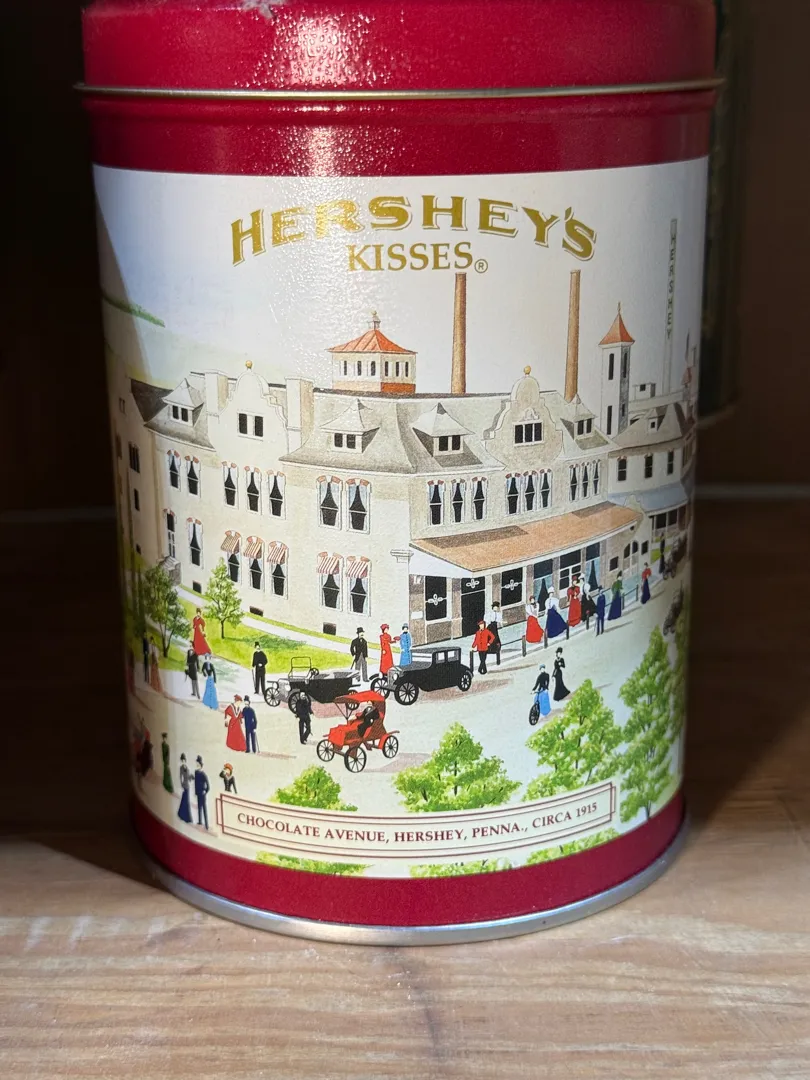 HERSHEY'S
KISSES®
HERSHEY
CHOCOLATE AVENUE, HERSHEY, PENNA., CIRCA 1915